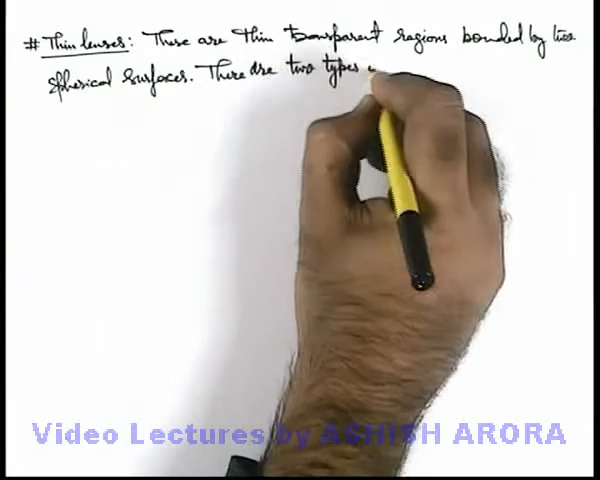 # Thin lenses: These are thin transparent regions bonded by two
spherical surfaces. There are two types
Video Lectures by ASHISH ARORA